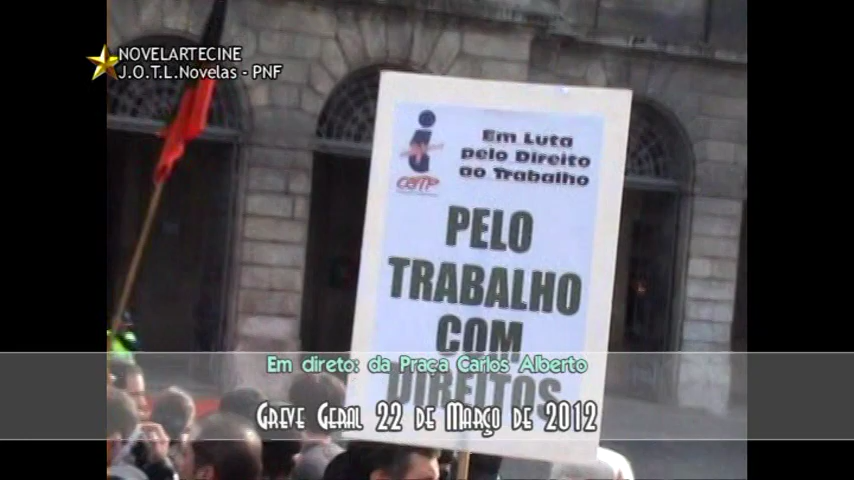 NOVELARTECINE
J.O.T.L.Novelas - PNF
Em Luta
pelo Direito
ao Trabalho
CGTP
PELO
TRABALHO
COM
DIREITOS
Em direto: da Praça Carlos Alberto
Greve Geral 22 de Março de 2012